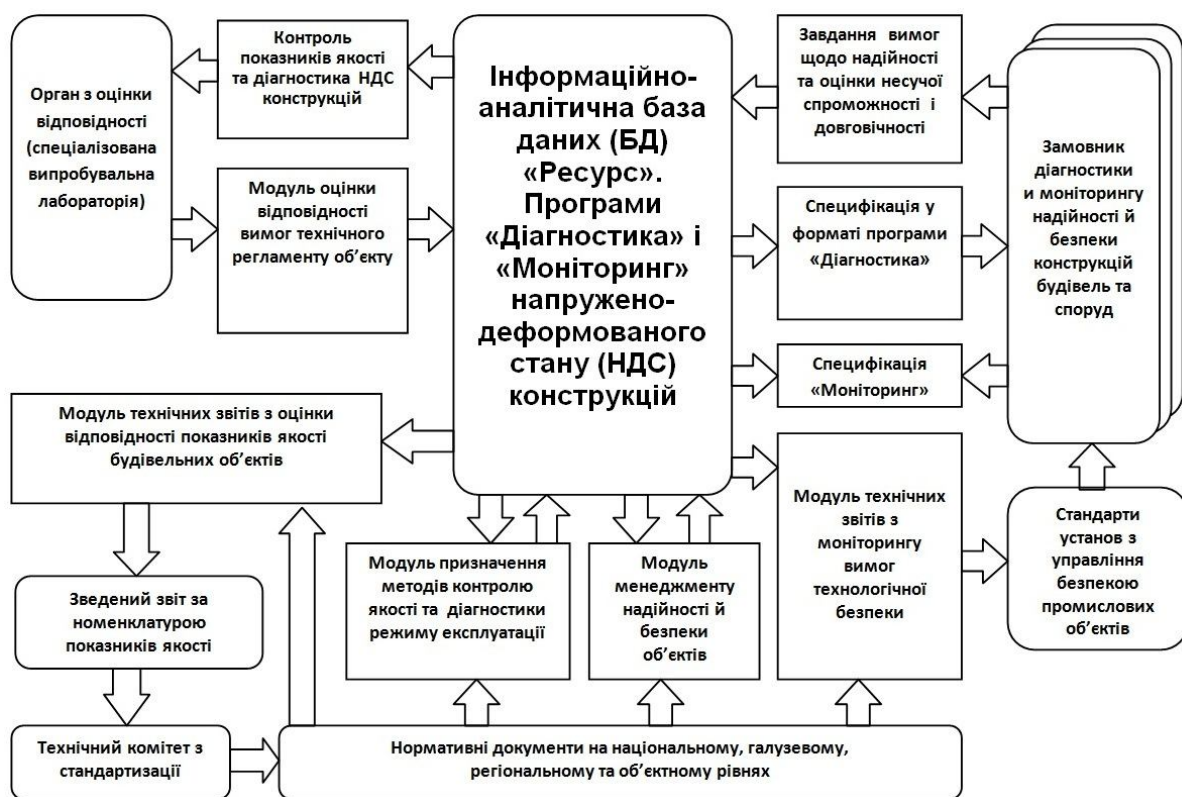 Орган з оцінки
відповідності
(спеціалізована
випробувальна
лабораторія)
Контроль
показників якості
та діагностика НДС
конструкцій
Модуль оцінки
відповідності
вимог технічного
регламенту об’єкту
Інформаційно-
аналітична база
даних (БД)
«Ресурс».
Програми
«Діагностика» і
«Моніторинг»
напружено-
деформованого
стану (НДС)
конструкцій
Завдання вимог
щодо надійності
та оцінки несучої
спроможності і
довговічності
Специфікація у
форматі програми
«Діагностика»
Специфікація
«Моніторинг»
Замовник
діагностики
и моніторингу
надійності й
безпеки
конструкцій
будівель та
споруд
Модуль технічних звітів з оцінки
відповідності показників якості
будівельних об’єктів
Зведений звіт за
номенклатурою
показників якості
Технічний комітет з
стандартизації
Модуль призначення
методів контролю
якості та діагностики
режиму експлуатації
Модуль
менеджменту
надійності й
безпеки
об’єктів
Модуль технічних
звітів з
моніторингу
вимог
технологічної
безпеки
Стандарти
установ з
управління
безпекою
промислових
об’єктів
Нормативні документи на національному, галузевому,
регіональному та об’єктному рівнях